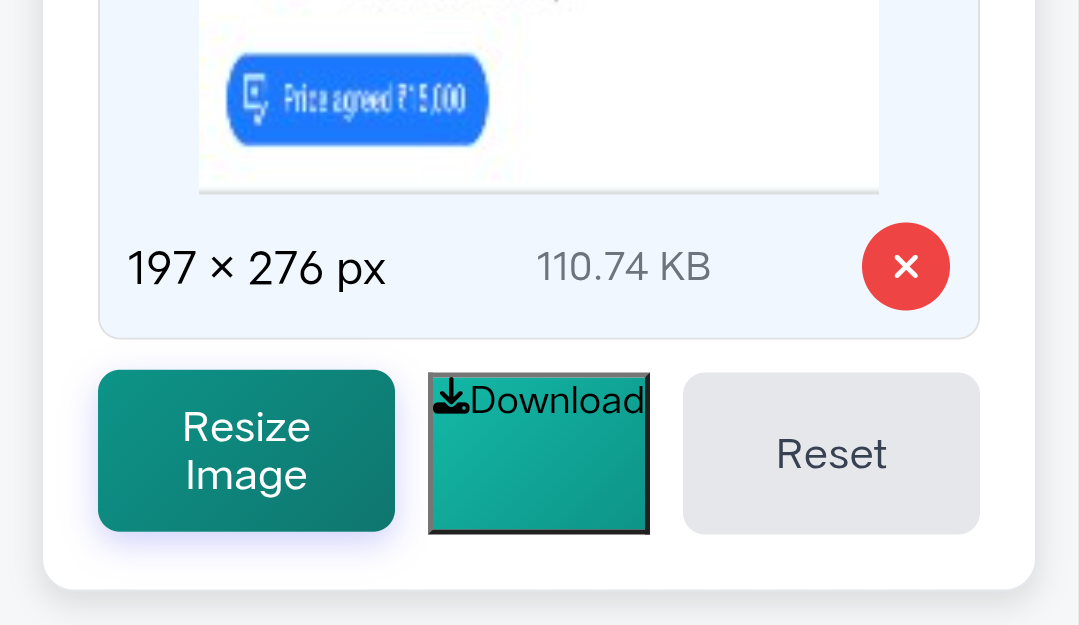 Price agreed ₹15,000
197 × 276 px
110.74 KB
Resize
Image
Download
Reset